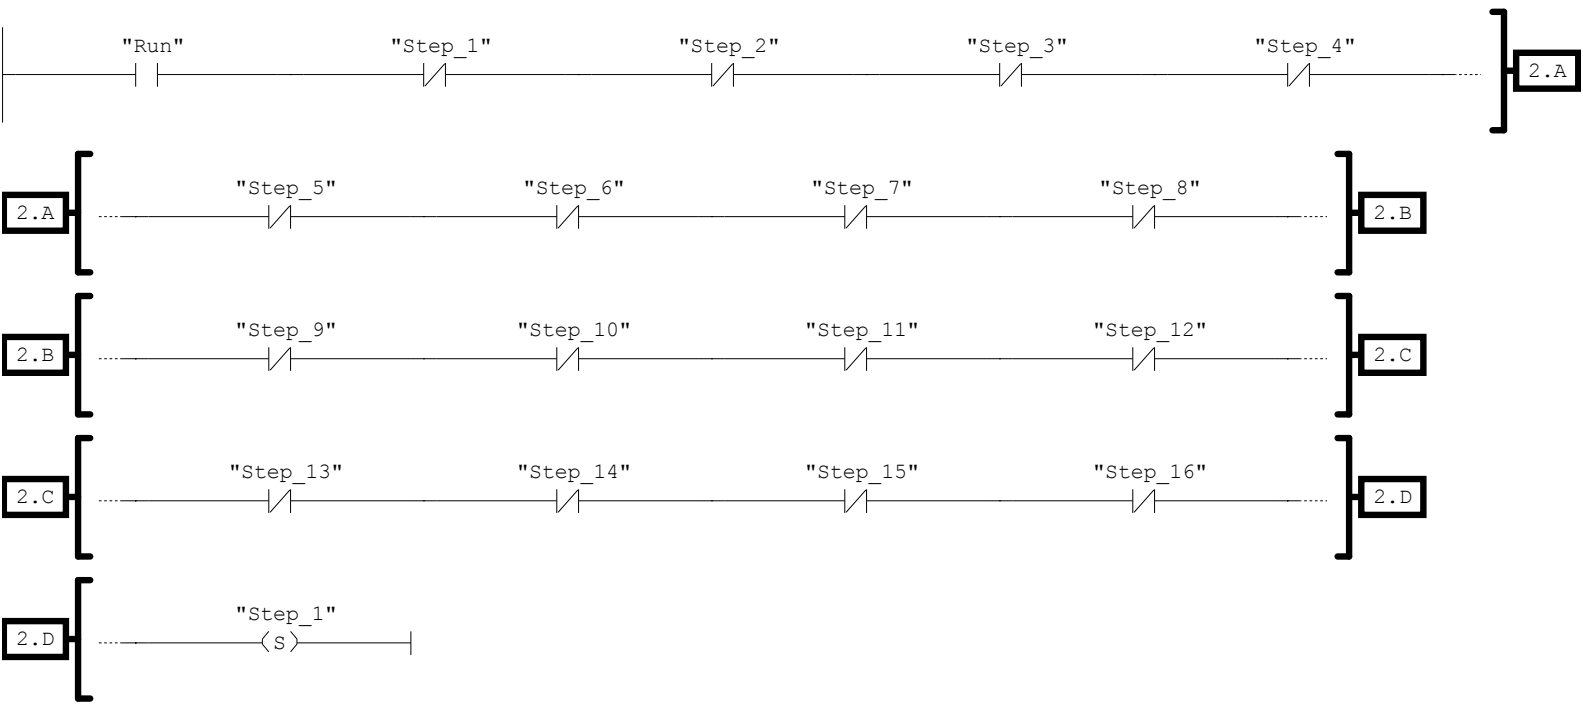 "Run" "Step_1" "Step_2" "Step_3" "Step_4"
2.A
"Step_5" "Step_6" "Step_7" "Step_8"
2.A 2.B
"Step_9" "Step_10" "Step_11" "Step_12"
2.B 2.C
"Step_13" "Step_14" "Step_15" "Step_16"
2.C 2.D
"Step_1"
2.D S